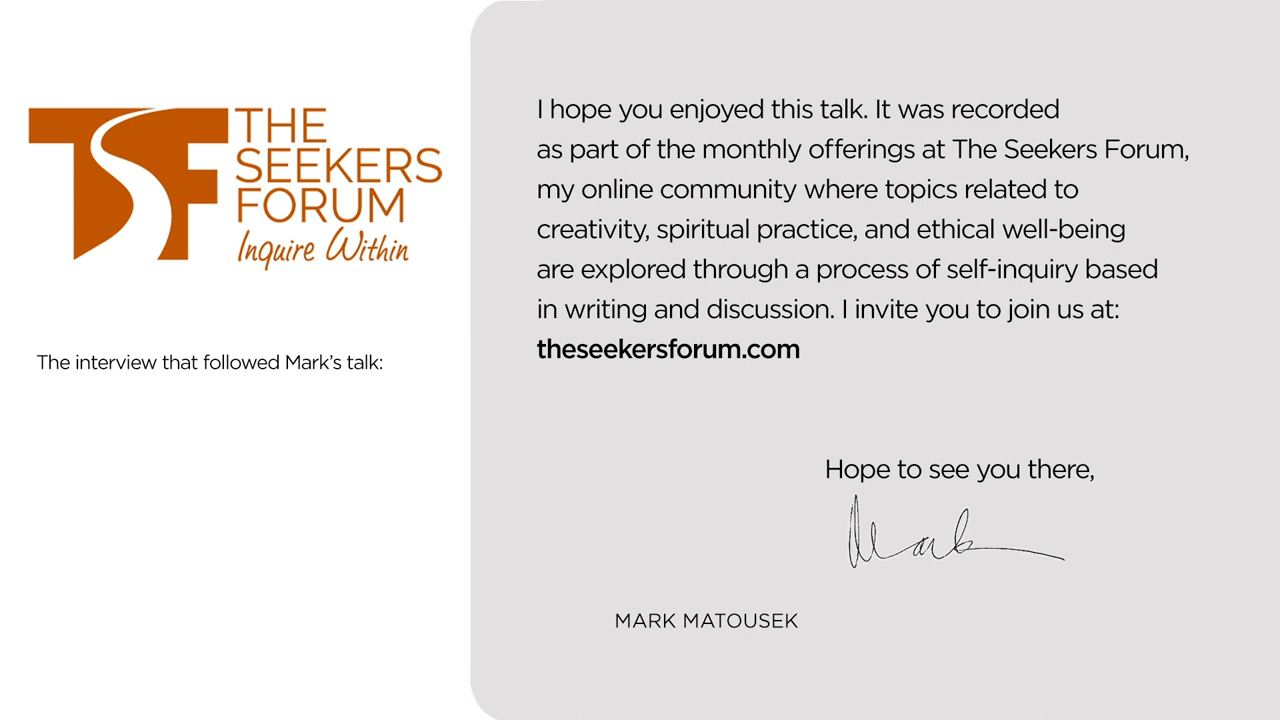 TSF
THE
SEEKERS
FORUM
Inquire Within
The interview that followed Mark's talk:
I hope you enjoyed this talk. It was recorded
as part of the monthly offerings at The Seekers Forum,
my online community where topics related to
creativity, spiritual practice, and ethical well-being
are explored through a process of self-inquiry based
in writing and discussion. I invite you to join us at:
theseekersforum.com
Hope to see you there,
Mark
MARK MATOUSEK